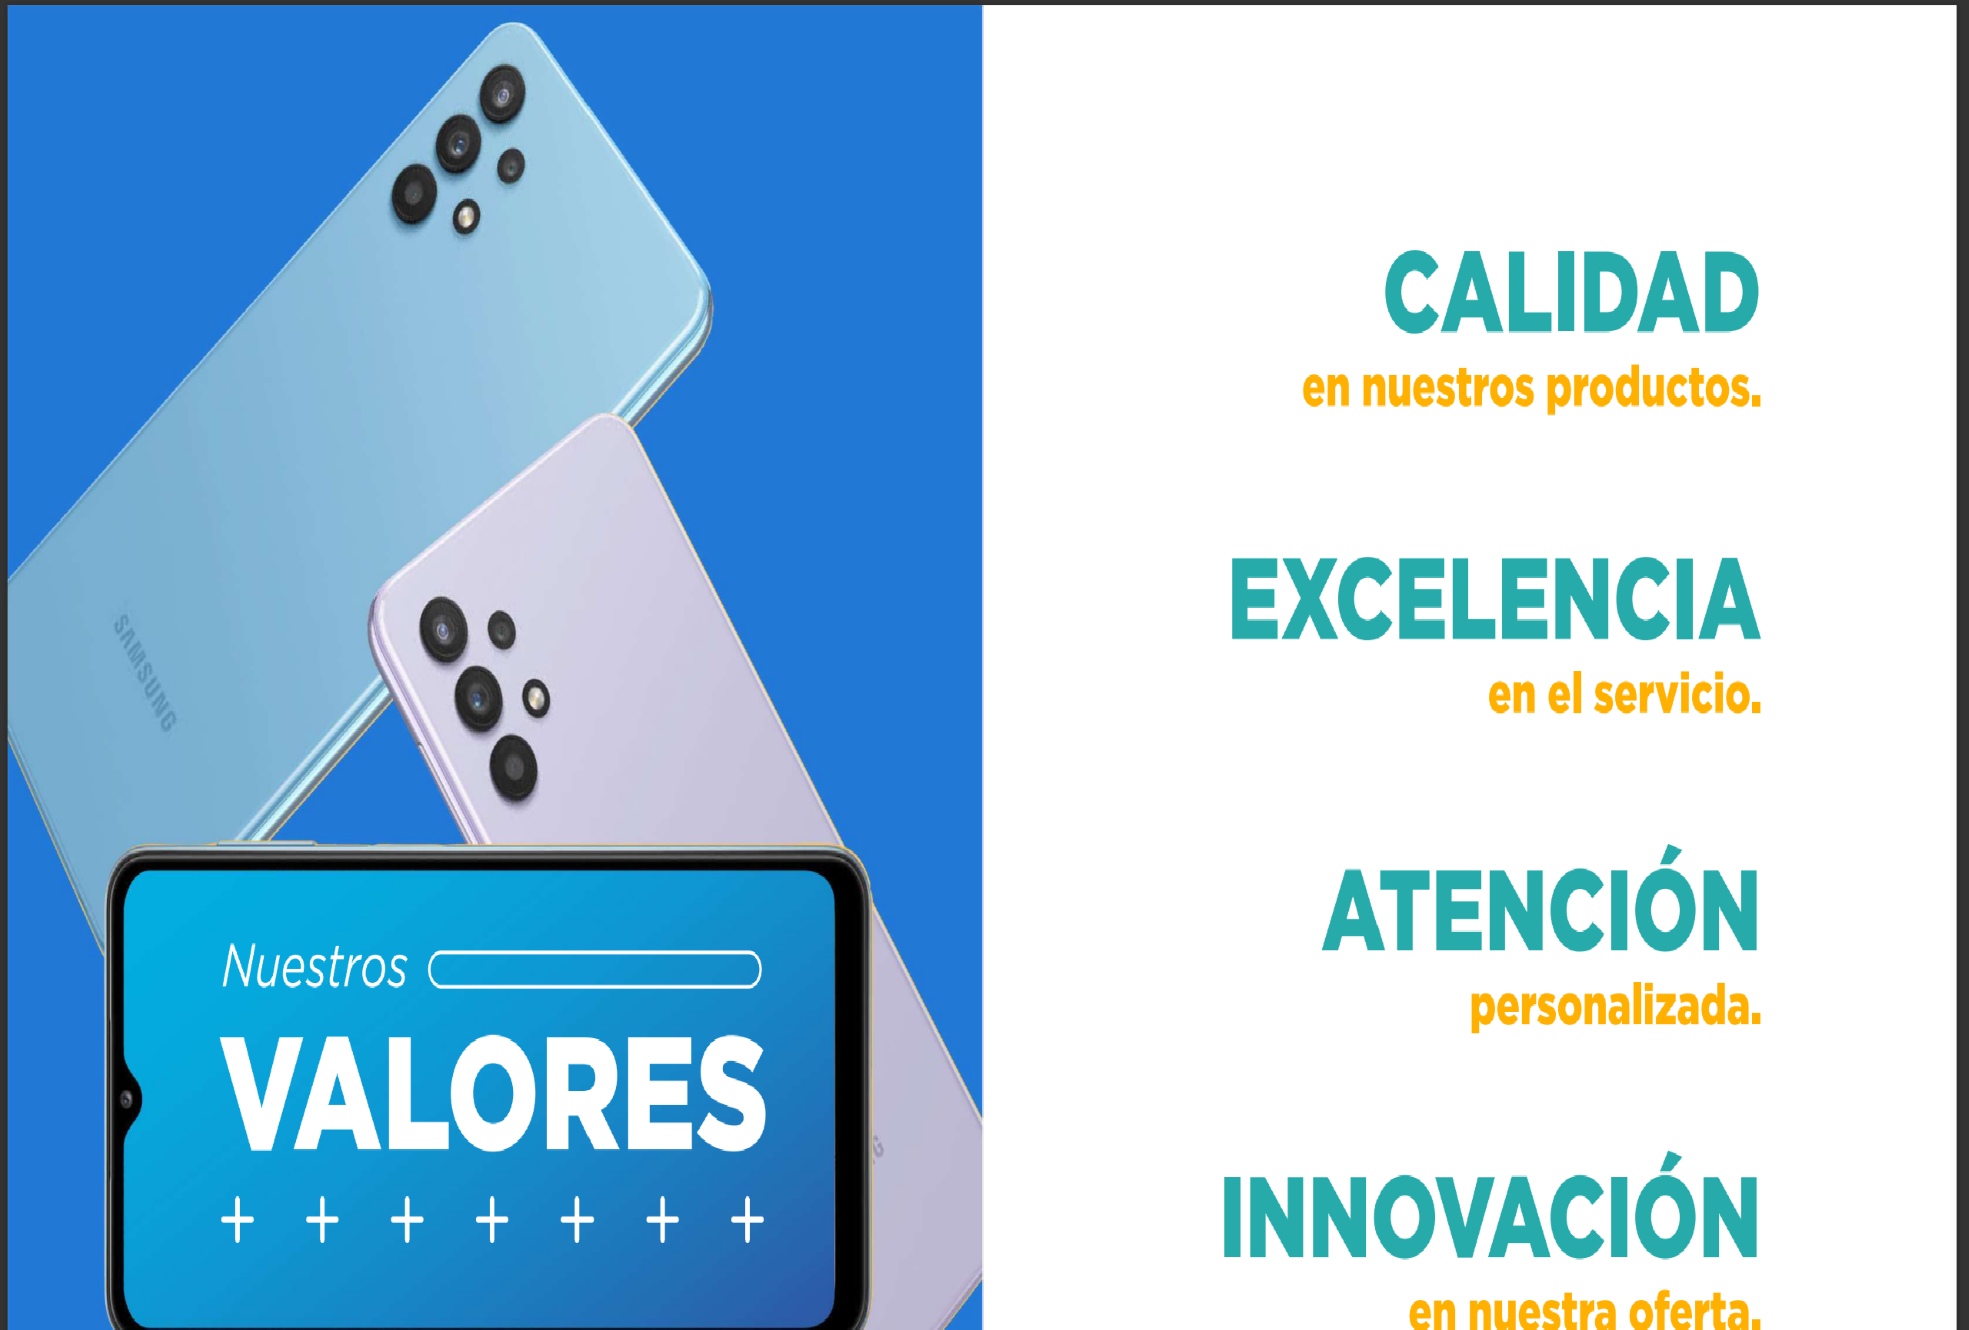 SAMSUNG
Nuestros
VALORES
+ + + + + + +
CALIDAD
en nuestros productos.
EXCELENCIA
en el servicio.
ATENCIÓN
personalizada.
INNOVACIÓN
en nuestra oferta.